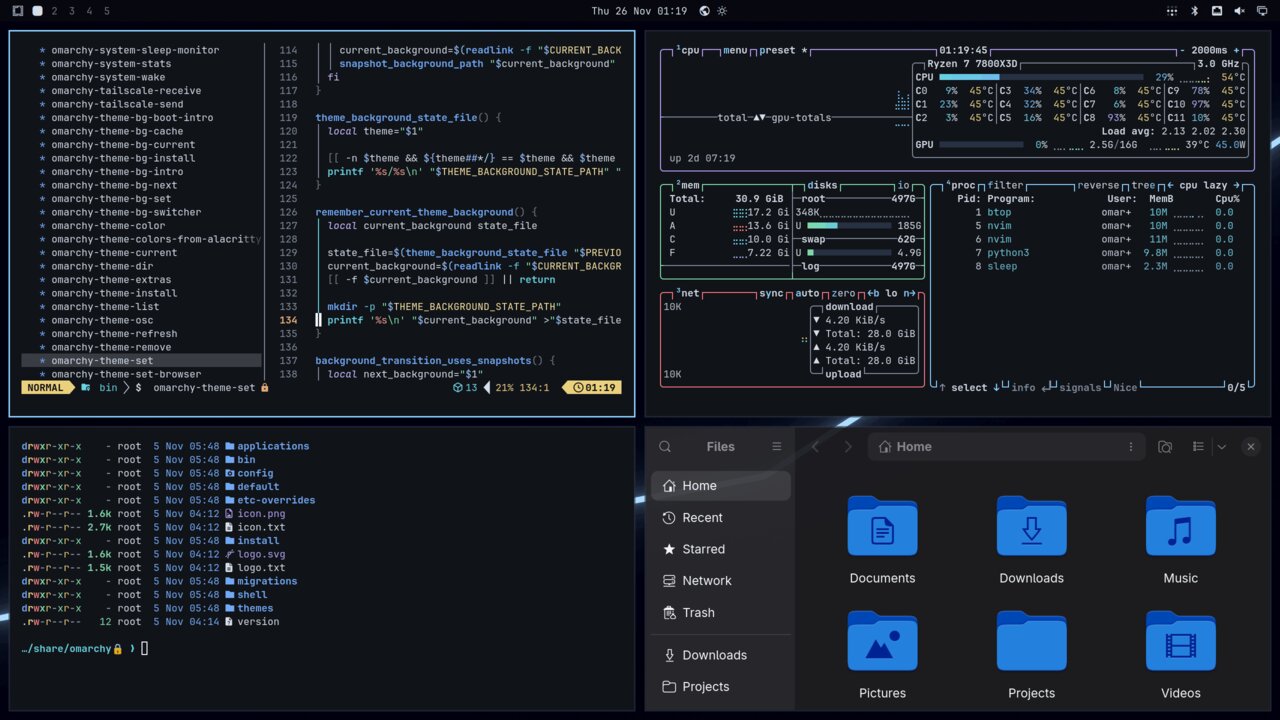 2 3 4 5
Thu 26 Nov 01:19
* omarchy-system-sleep-monitor
* omarchy-system-stats
* omarchy-system-wake
* omarchy-tailscale-receive
* omarchy-tailscale-send
* omarchy-theme-bg-boot-intro
* omarchy-theme-bg-cache
* omarchy-theme-bg-current
* omarchy-theme-bg-install
* omarchy-theme-bg-intro
* omarchy-theme-bg-next
* omarchy-theme-bg-set
* omarchy-theme-bg-switcher
* omarchy-theme-color
* omarchy-theme-colors-from-alacritty
* omarchy-theme-current
* omarchy-theme-dir
* omarchy-theme-extras
* omarchy-theme-install
* omarchy-theme-list
* omarchy-theme-osc
* omarchy-theme-refresh
* omarchy-theme-remove
* omarchy-theme-set
* omarchy-theme-set-browser
114 current_background=$(readlink -f "$CURRENT_BACK
115 snapshot_background_path "$current_background"
116 fi
117 }
118
119 theme_background_state_file() {
120 local theme="$1"
121
122 [[ -n $theme && ${theme##*/} == $theme && $theme
123 printf '%s/%s\n' "$THEME_BACKGROUND_STATE_PATH" "
124 }
125
126 remember_current_theme_background() {
127 local current_background state_file
128
129 state_file=$(theme_background_state_file "$PREVIO
130 current_background=$(readlink -f "$CURRENT_BACKGR
131 [[ -f $current_background ]] || return
132
133 mkdir -p "$THEME_BACKGROUND_STATE_PATH"
134 printf '%s\n' "$current_background" >"$state_file
135 }
136
137 background_transition_uses_snapshots() {
138 local next_background="$1"
NORMAL bin $ omarchy-theme-set 13 21% 134:1 01:19
1cpu menu preset * 01:19:45 - 2000ms +
Ryzen 7 7800X3D 3.0 GHz
CPU 29% 54°C
C0 9% 45°C C3 34% 45°C C6 8% 45°C C9 78% 45°C
C1 23% 45°C C4 32% 45°C C7 6% 45°C C10 97% 45°C
C2 3% 45°C C5 16% 45°C C8 93% 45°C C11 10% 45°C
total ▲▼ gpu-totals
Load avg: 2.13 2.02 2.30
GPU 0% 2.5G/16G 39°C 45.0W
up 2d 07:19
2mem disks io
Total: 30.9 GiB
U 17.2 Gi
A 13.6 Gi
C 10.0 Gi
F 7.22 Gi
root 497G
348K
U 185G
swap 62G
U 4.9G
log 497G
3net sync auto zero ←b lo n→
10K
download
▼ 4.20 KiB/s
▼ Total: 28.0 GiB
▲ 4.20 KiB/s
▲ Total: 28.0 GiB
upload
10K
4proc filter reverse tree ← cpu lazy →
Pid: Program: User: MemB Cpu%
1 btop omar+ 10M 0.0
5 nvim omar+ 10M 0.0
6 nvim omar+ 11M 0.0
7 python3 omar+ 9.8M 0.0
8 sleep omar+ 2.3M 0.0
↑ select ↓ info ↵ signals Nice 0/5
drwxr-xr-x - root 5 Nov 05:48 applications
drwxr-xr-x - root 5 Nov 05:48 bin
drwxr-xr-x - root 5 Nov 05:48 config
drwxr-xr-x - root 5 Nov 05:48 default
drwxr-xr-x - root 5 Nov 05:48 etc-overrides
.rw-r--r-- 1.6k root 5 Nov 04:12 icon.png
.rw-r--r-- 2.7k root 5 Nov 04:12 icon.txt
drwxr-xr-x - root 5 Nov 05:48 install
.rw-r--r-- 1.6k root 5 Nov 04:12 logo.svg
.rw-r--r-- 1.5k root 5 Nov 04:12 logo.txt
drwxr-xr-x - root 5 Nov 05:48 migrations
drwxr-xr-x - root 5 Nov 05:48 shell
drwxr-xr-x - root 5 Nov 05:48 themes
.rw-r--r-- 12 root 5 Nov 04:14 version
…/share/omarchy🔒 ❯
Files
Home
Home
Recent
Starred
Network
Trash
Downloads
Projects
Documents
Downloads
Music
Pictures
Projects
Videos